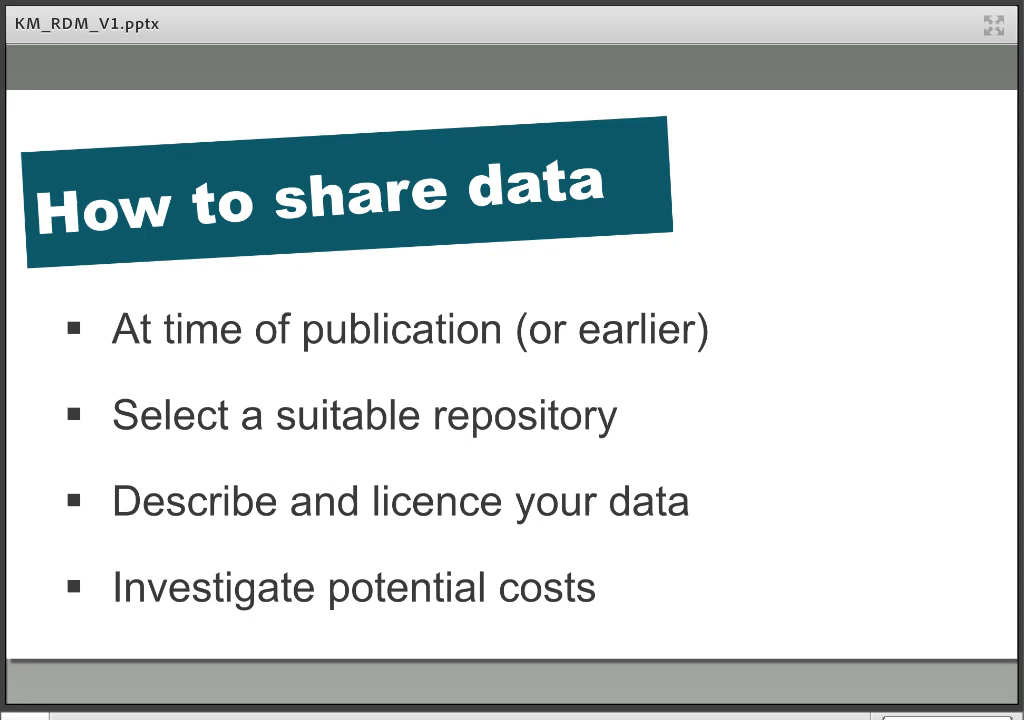 KM_RDM_V1.pptx
How to share data
▪ At time of publication (or earlier)
▪ Select a suitable repository
▪ Describe and licence your data
▪ Investigate potential costs